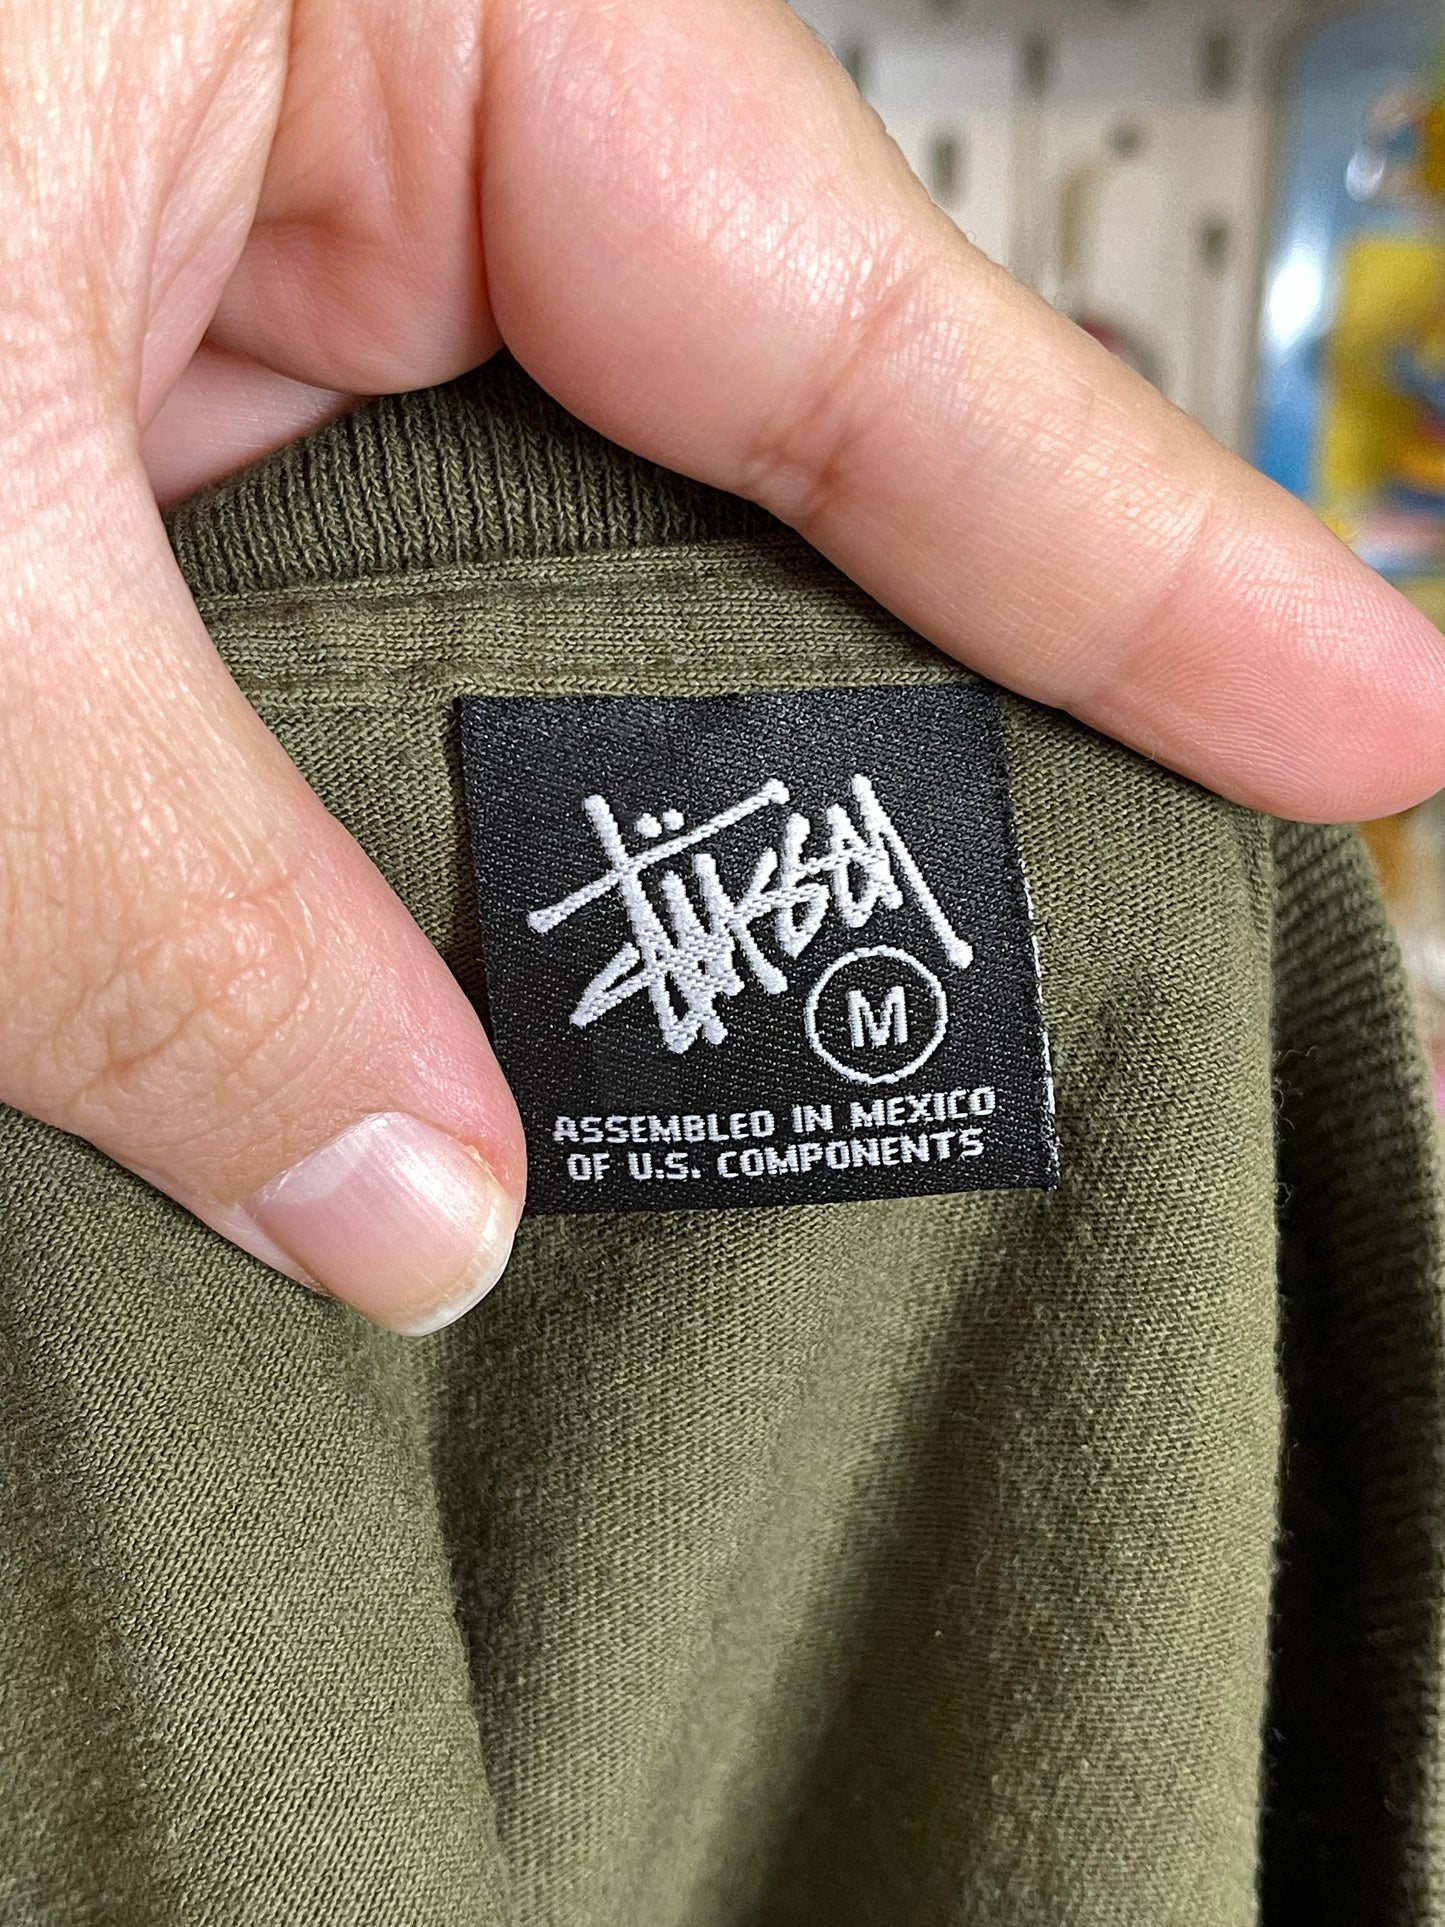 Stüssy
M
ASSEMBLED IN MEXICO
OF U.S. COMPONENTS